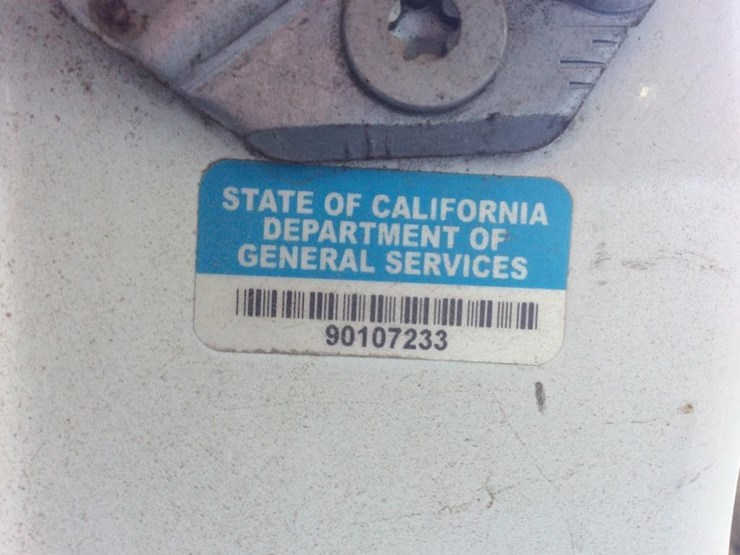 STATE OF CALIFORNIA
DEPARTMENT OF
GENERAL SERVICES
90107233